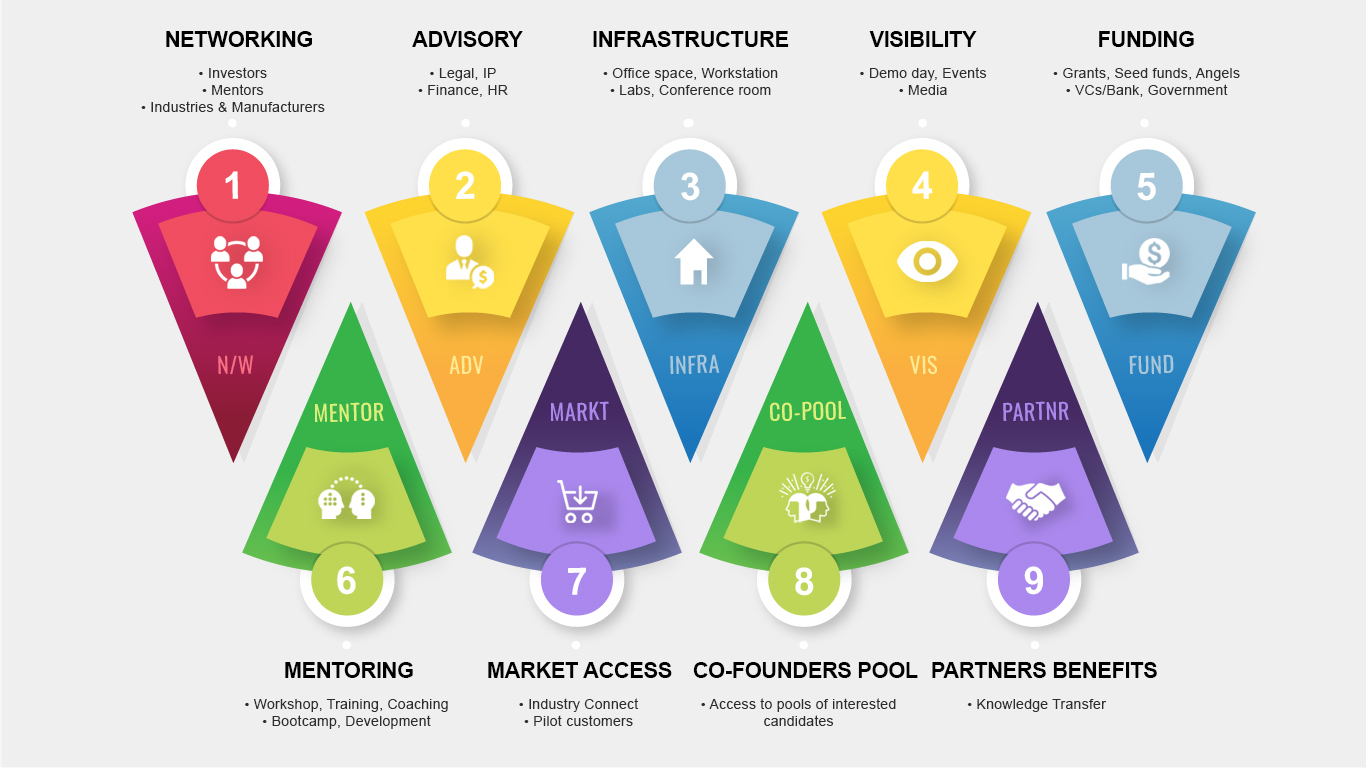 NETWORKING
• Investors
• Mentors
• Industries & Manufacturers
ADVISORY
• Legal, IP
• Finance, HR
INFRASTRUCTURE
• Office space, Workstation
• Labs, Conference room
VISIBILITY
• Demo day, Events
• Media
FUNDING
• Grants, Seed funds, Angels
• VCs/Bank, Government
1
2
3
4
5
$
$
N/W
ADV
INFRA
VIS
FUND
MENTOR
MARKT
CO-POOL
PARTNR
6
7
8
9
MENTORING
• Workshop, Training, Coaching
• Bootcamp, Development
MARKET ACCESS
• Industry Connect
• Pilot customers
CO-FOUNDERS POOL
• Access to pools of interested
candidates
PARTNERS BENEFITS
• Knowledge Transfer